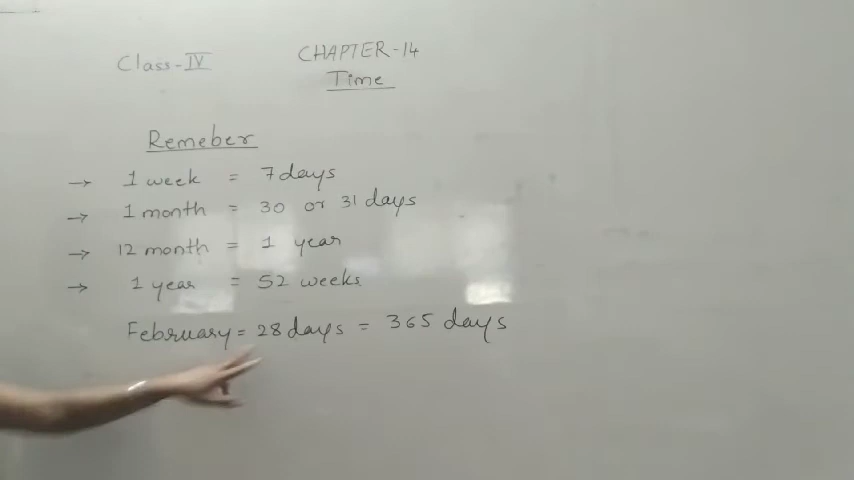 Class-IV
CHAPTER-14
Time
Remeber
→ 1 week = 7 days
→ 1 month = 30 or 31 days
→ 12 month = 1 year
→ 1 year = 52 weeks
February = 28 days = 365 days